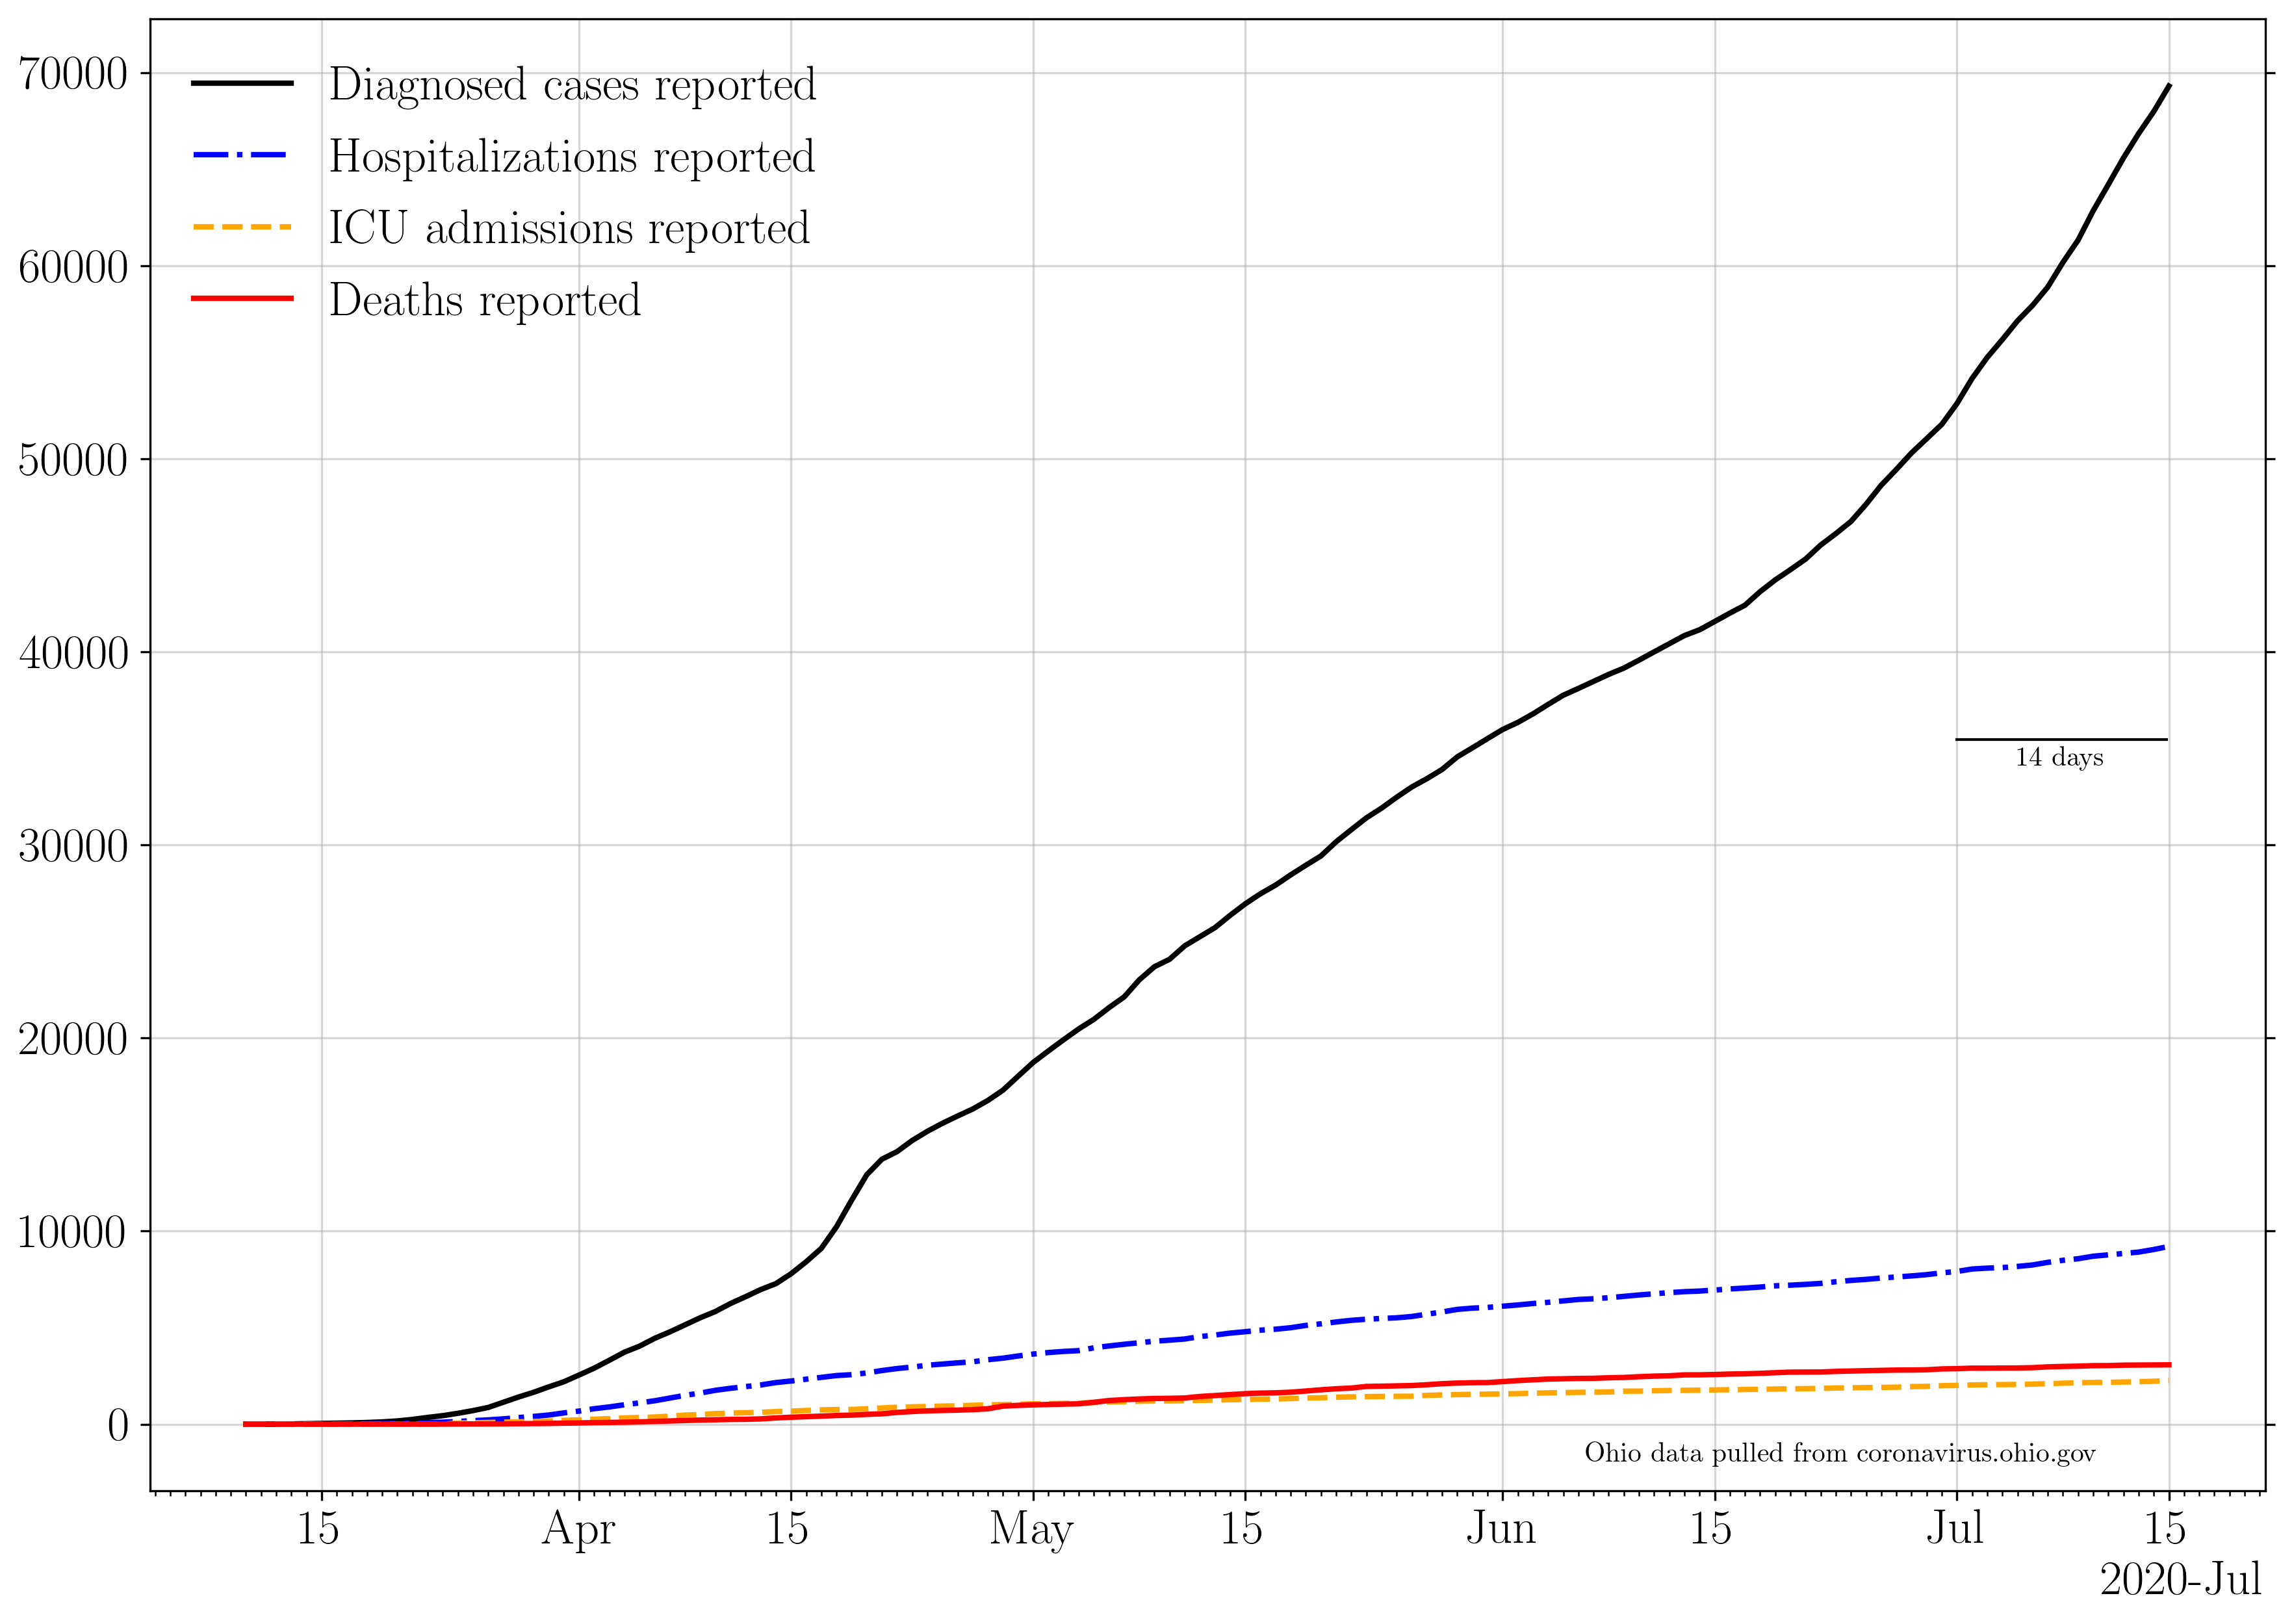 70000
60000
50000
40000
30000
20000
10000
0
Diagnosed cases reported
Hospitalizations reported
ICU admissions reported
Deaths reported
14 days
Ohio data pulled from coronavirus.ohio.gov
15 Apr 15 May 15 Jun 15 Jul 15
2020-Jul